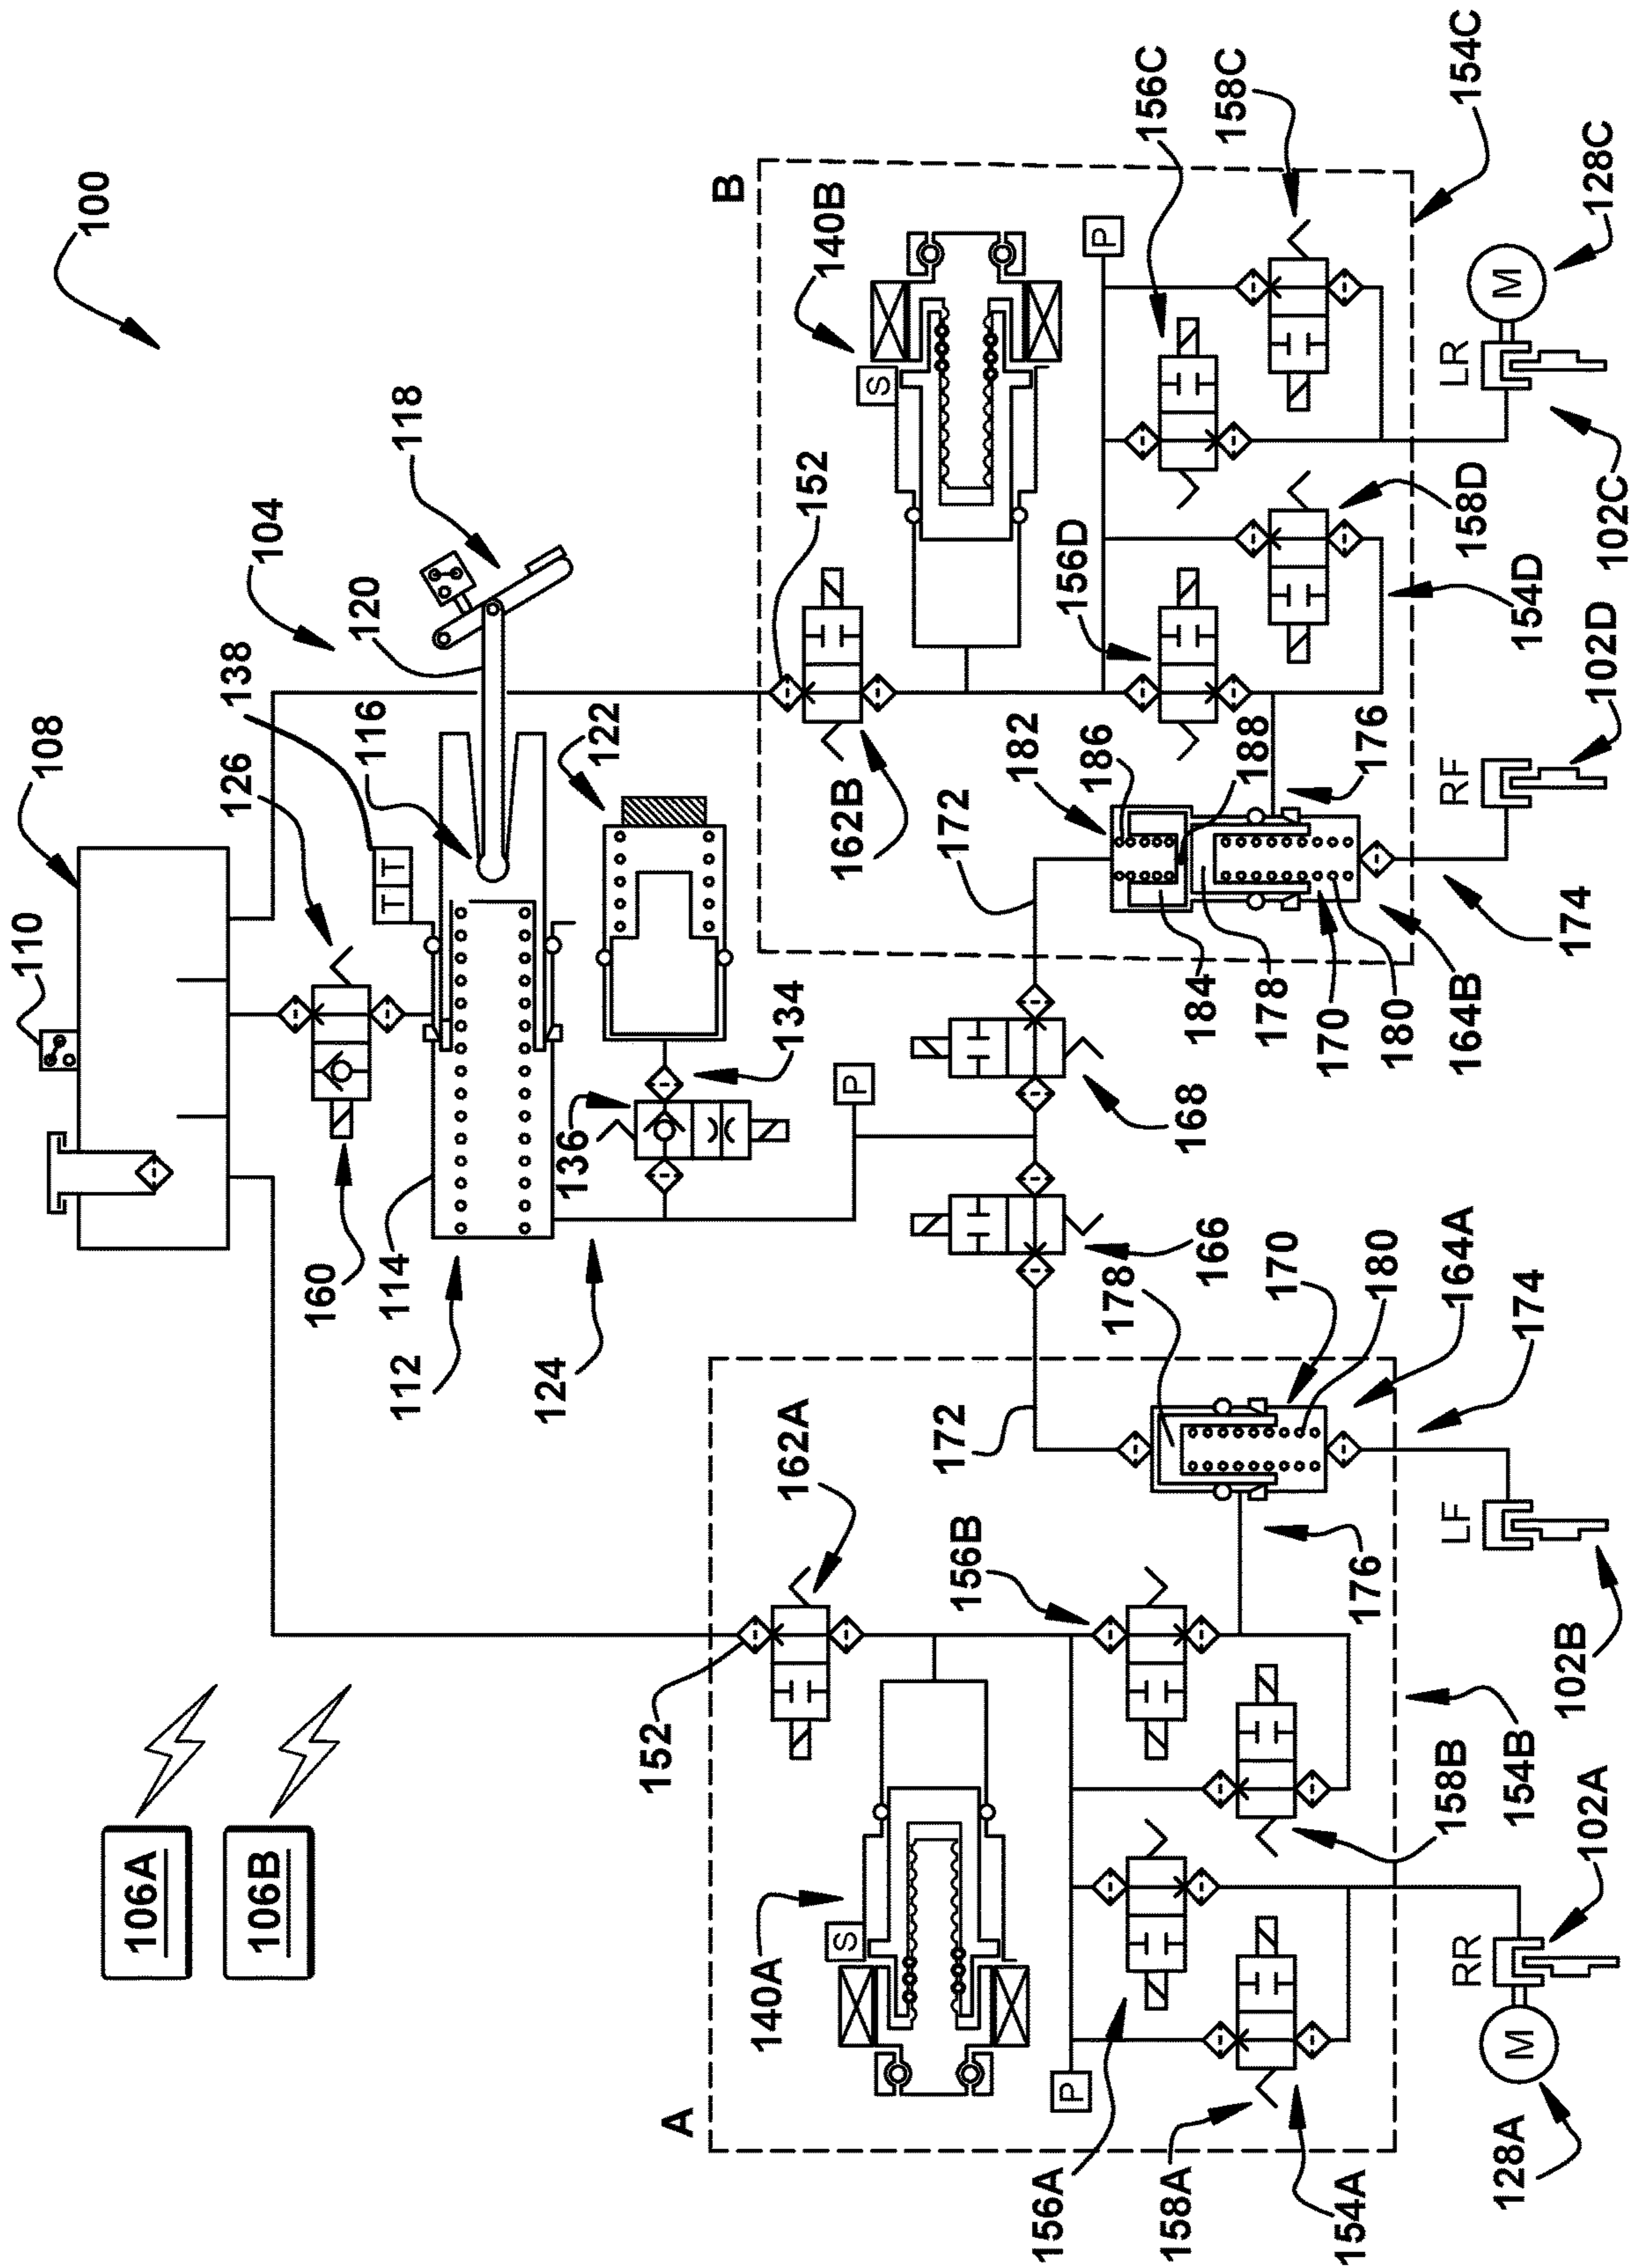 100
108
110
126
138
116
120
104
118
122
160
114
112
124
136
134
T T
P
106A
106B
A
152
162A
140A
S
P
156A
158A
154A
156B
158B
154B
172
178
170
180
164A
174
176
166
168
LF
102B
RR
102A
M
128A
B
152
162B
140B
S
P
156C
158C
154C
156D
158D
154D
172
182
186
188
176
184
178
170
180
164B
174
RF
102D
LR
102C
M
128C